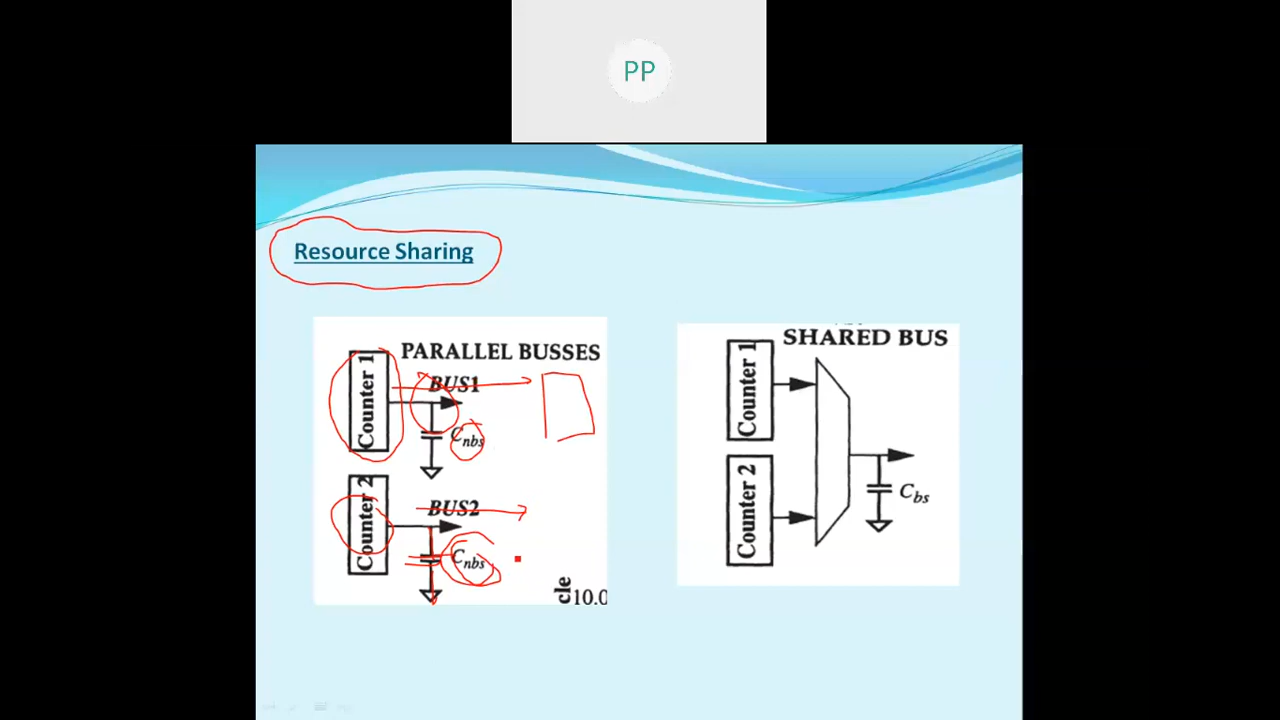 PP
Resource Sharing
PARALLEL BUSSES
Counter 1
BUS1
Cnbs
Counter 2
BUS2
Cnbs
cle
10.0
SHARED BUS
Counter 1
Counter 2
Cbs